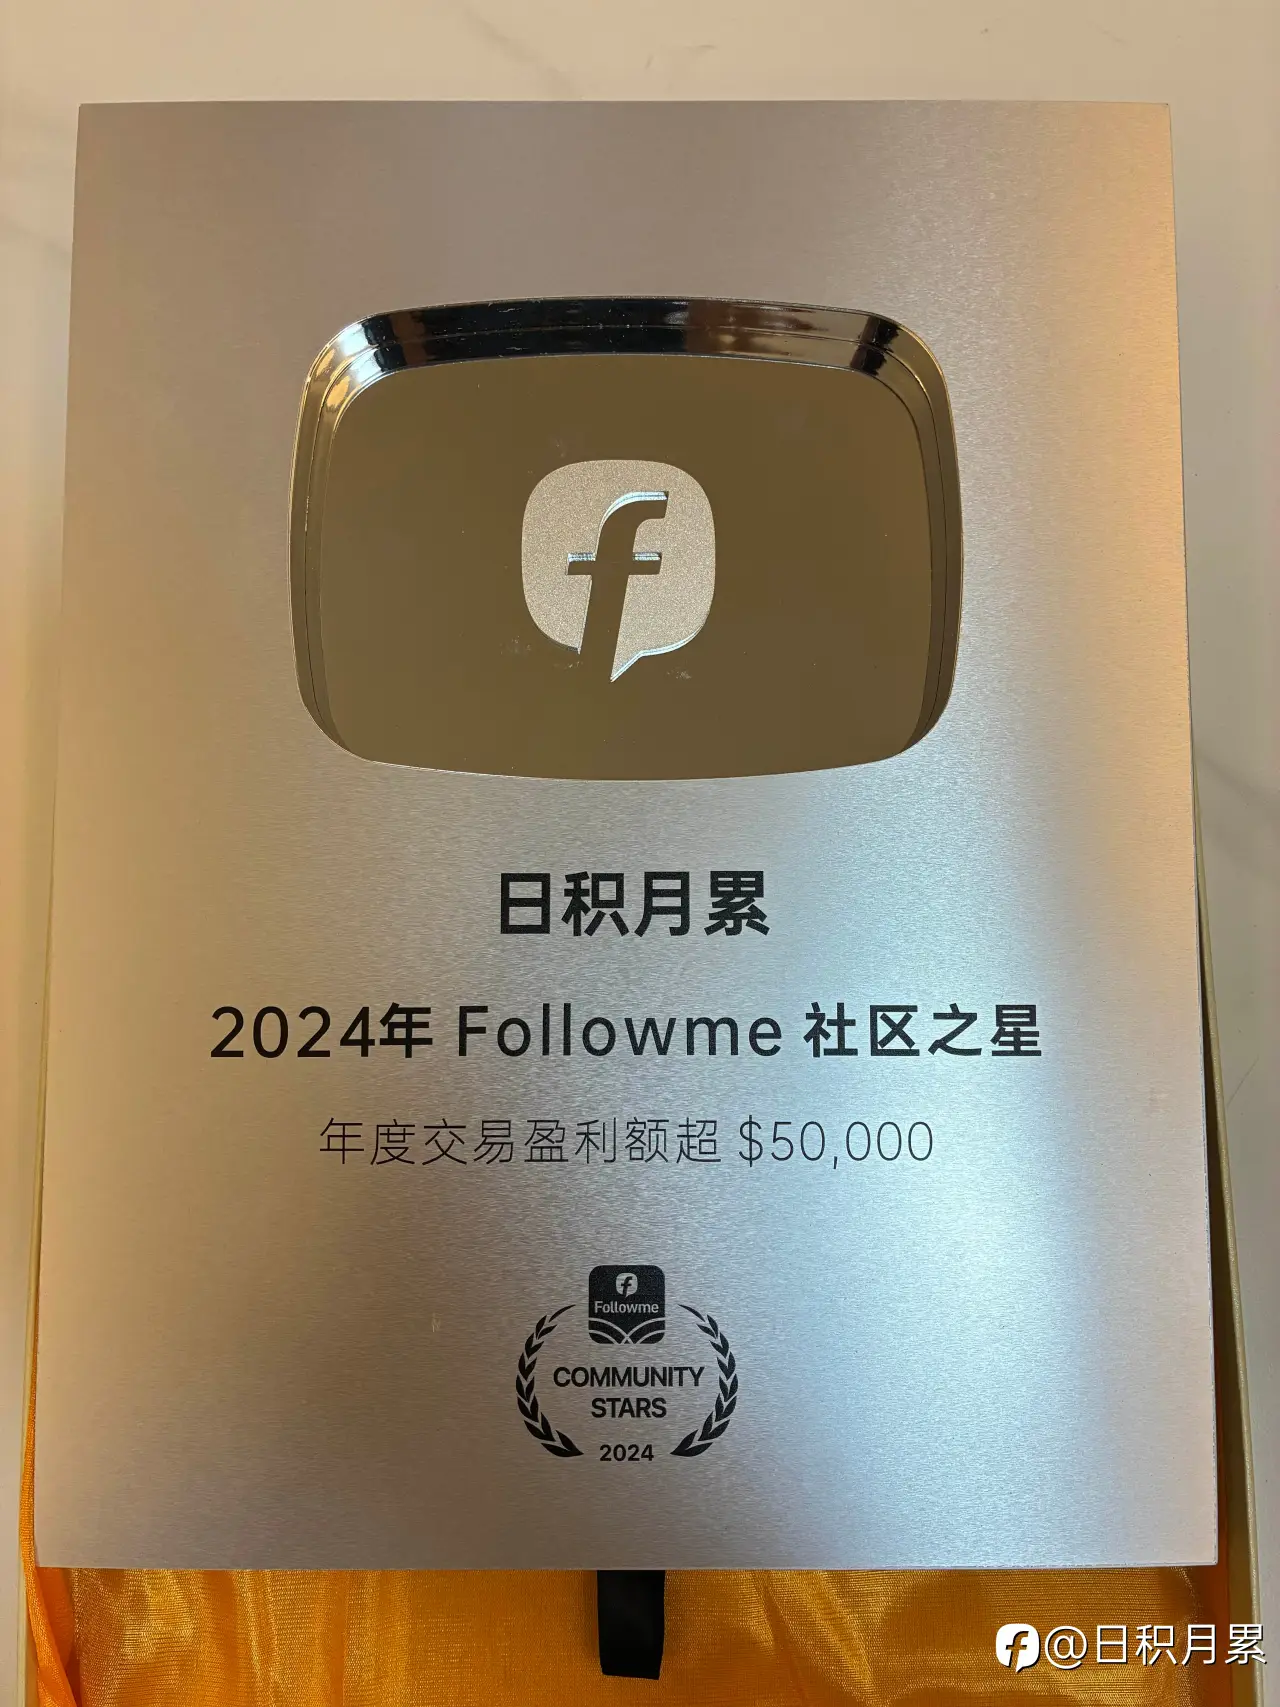 日积月累
2024年 Followme 社区之星
年度交易盈利额超 $50,000
Followme
COMMUNITY
STARS
2024
@日积月累